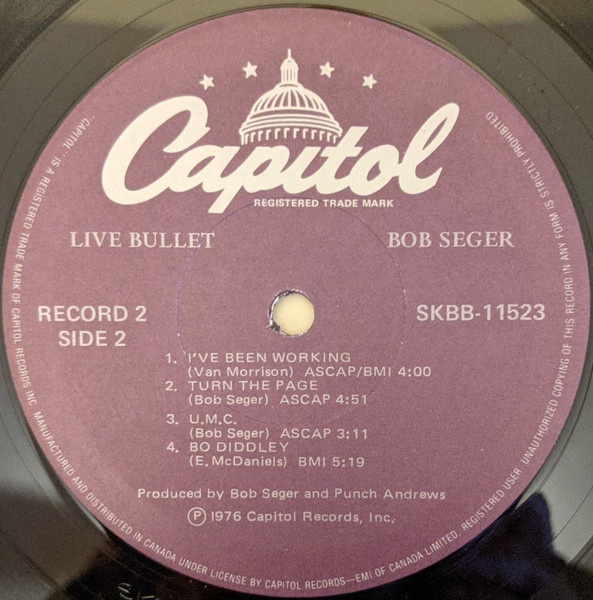 Capitol
REGISTERED TRADE MARK
LIVE BULLET
BOB SEGER
RECORD 2
SIDE 2
SKBB-11523
1. I'VE BEEN WORKING
(Van Morrison) ASCAP/BMI 4:00
2. TURN THE PAGE
(Bob Seger) ASCAP 4:51
3. U.M.C.
(Bob Seger) ASCAP 3:11
4. BO DIDDLEY
(E. McDaniels) BMI 5:19
Produced by Bob Seger and Punch Andrews
Ⓟ 1976 Capitol Records, Inc.
"CAPITOL" IS A REGISTERED TRADE MARK OF CAPITOL RECORDS INC. MANUFACTURED AND DISTRIBUTED IN CANADA UNDER LICENSE BY CAPITOL RECORDS—EMI OF CANADA LIMITED, REGISTERED USER. UNAUTHORIZED COPYING OF THIS RECORD IN ANY FORM IS STRICTLY PROHIBITED